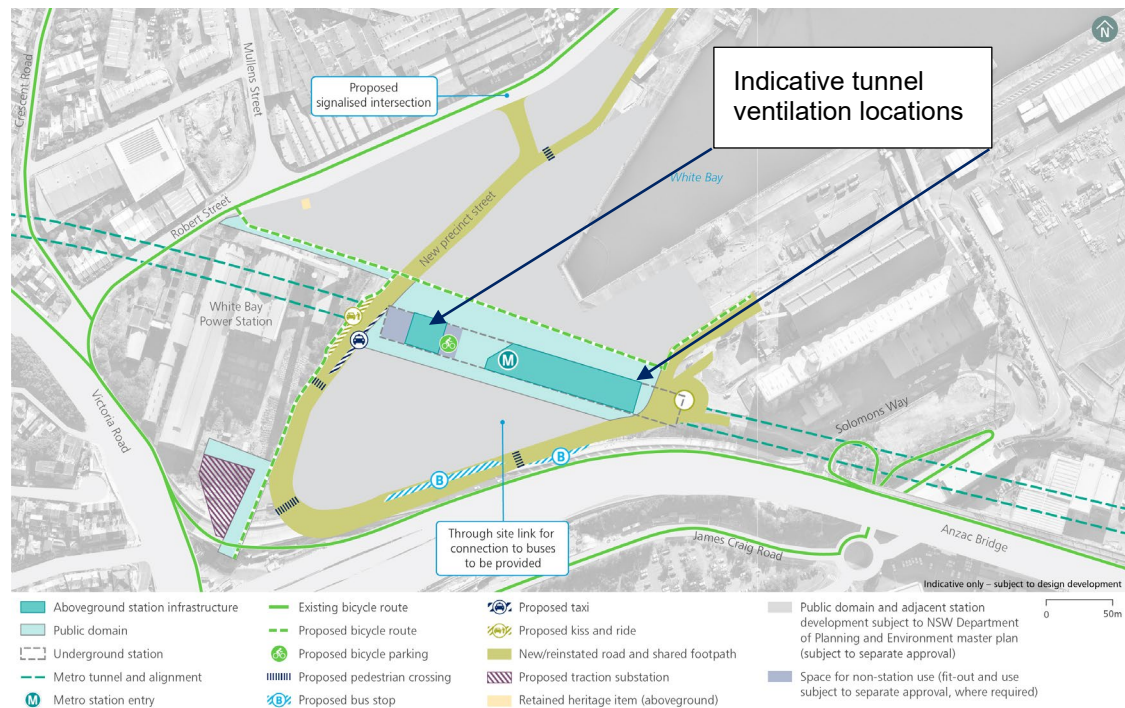 N
Crescent Road
Mullens Street
Proposed
signalised intersection
Indicative tunnel
ventilation locations
White Bay
Robert Street
New precinct street
White Bay
Power Station
M
Victoria Road
Solomons Way
B
B
Through site link for
connection to buses
to be provided
James Craig Road
Anzac Bridge
Indicative only – subject to design development
Aboveground station infrastructure
Public domain
Underground station
Metro tunnel and alignment
M
Metro station entry
Existing bicycle route
Proposed bicycle route
Proposed bicycle parking
Proposed pedestrian crossing
B
Proposed bus stop
Proposed taxi
Proposed kiss and ride
New/reinstated road and shared footpath
Proposed traction substation
Retained heritage item (aboveground)
Public domain and adjacent station
development subject to NSW Department
of Planning and Environment master plan
(subject to separate approval)
Space for non-station use (fit-out and use
subject to separate approval, where required)
0
50m